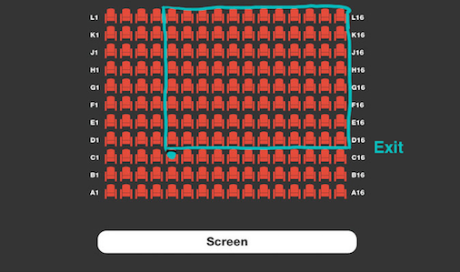 L1 L16
K1 K16
J1 J16
H1 H16
G1 G16
F1 F16
E1 E16
D1 D16
Exit
C1 C16
B1 B16
A1 A16
Screen